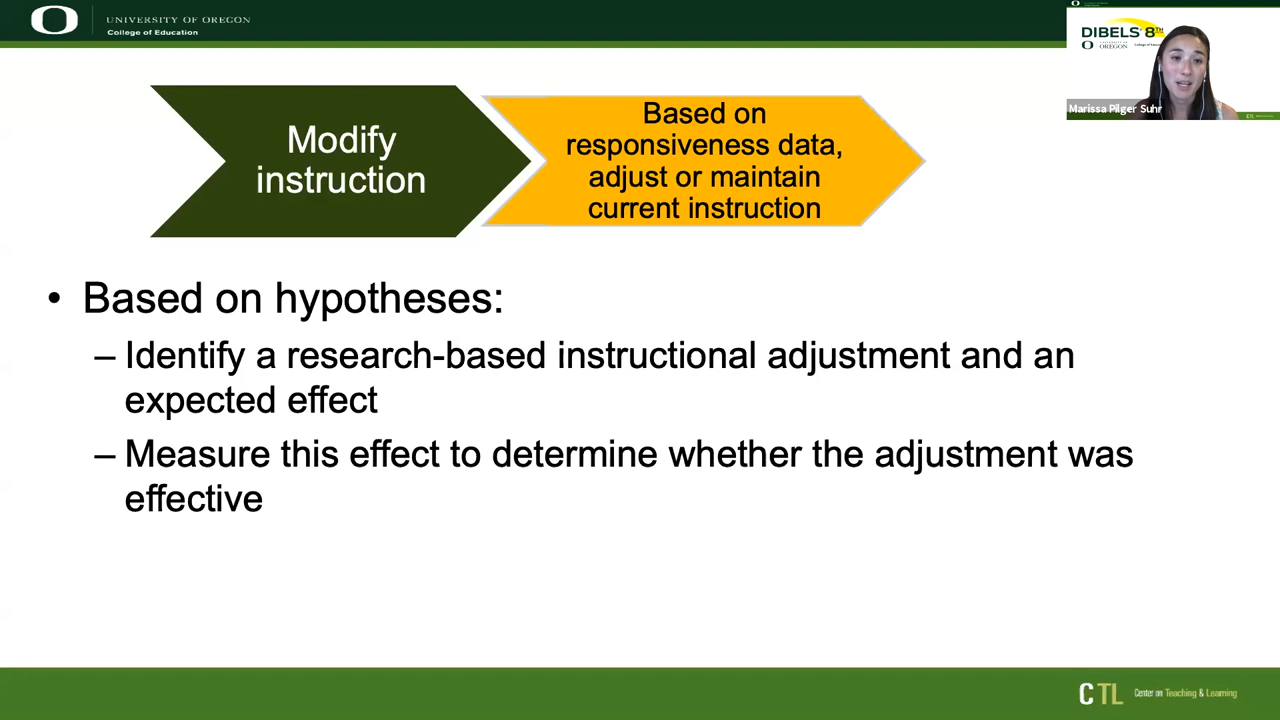 UNIVERSITY OF OREGON
College of Education
DIBELS 8TH
OREGON
Marissa Pilger Suhr
Modify
instruction
Based on
responsiveness data,
adjust or maintain
current instruction
• Based on hypotheses:
– Identify a research-based instructional adjustment and an
expected effect
– Measure this effect to determine whether the adjustment was
effective
CTL Center on Teaching & Learning